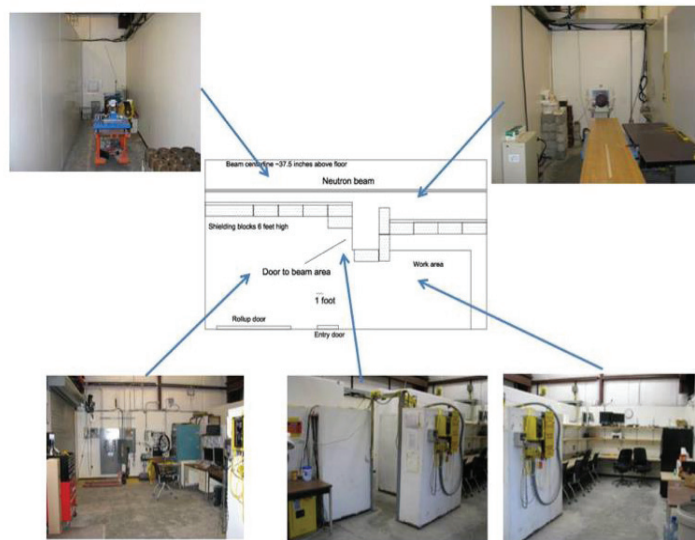 Beam centerline ~37.5 inches above floor
Neutron beam
Shielding blocks 6 feet high
Door to beam area
Work area
1 foot
Rollup door
Entry door